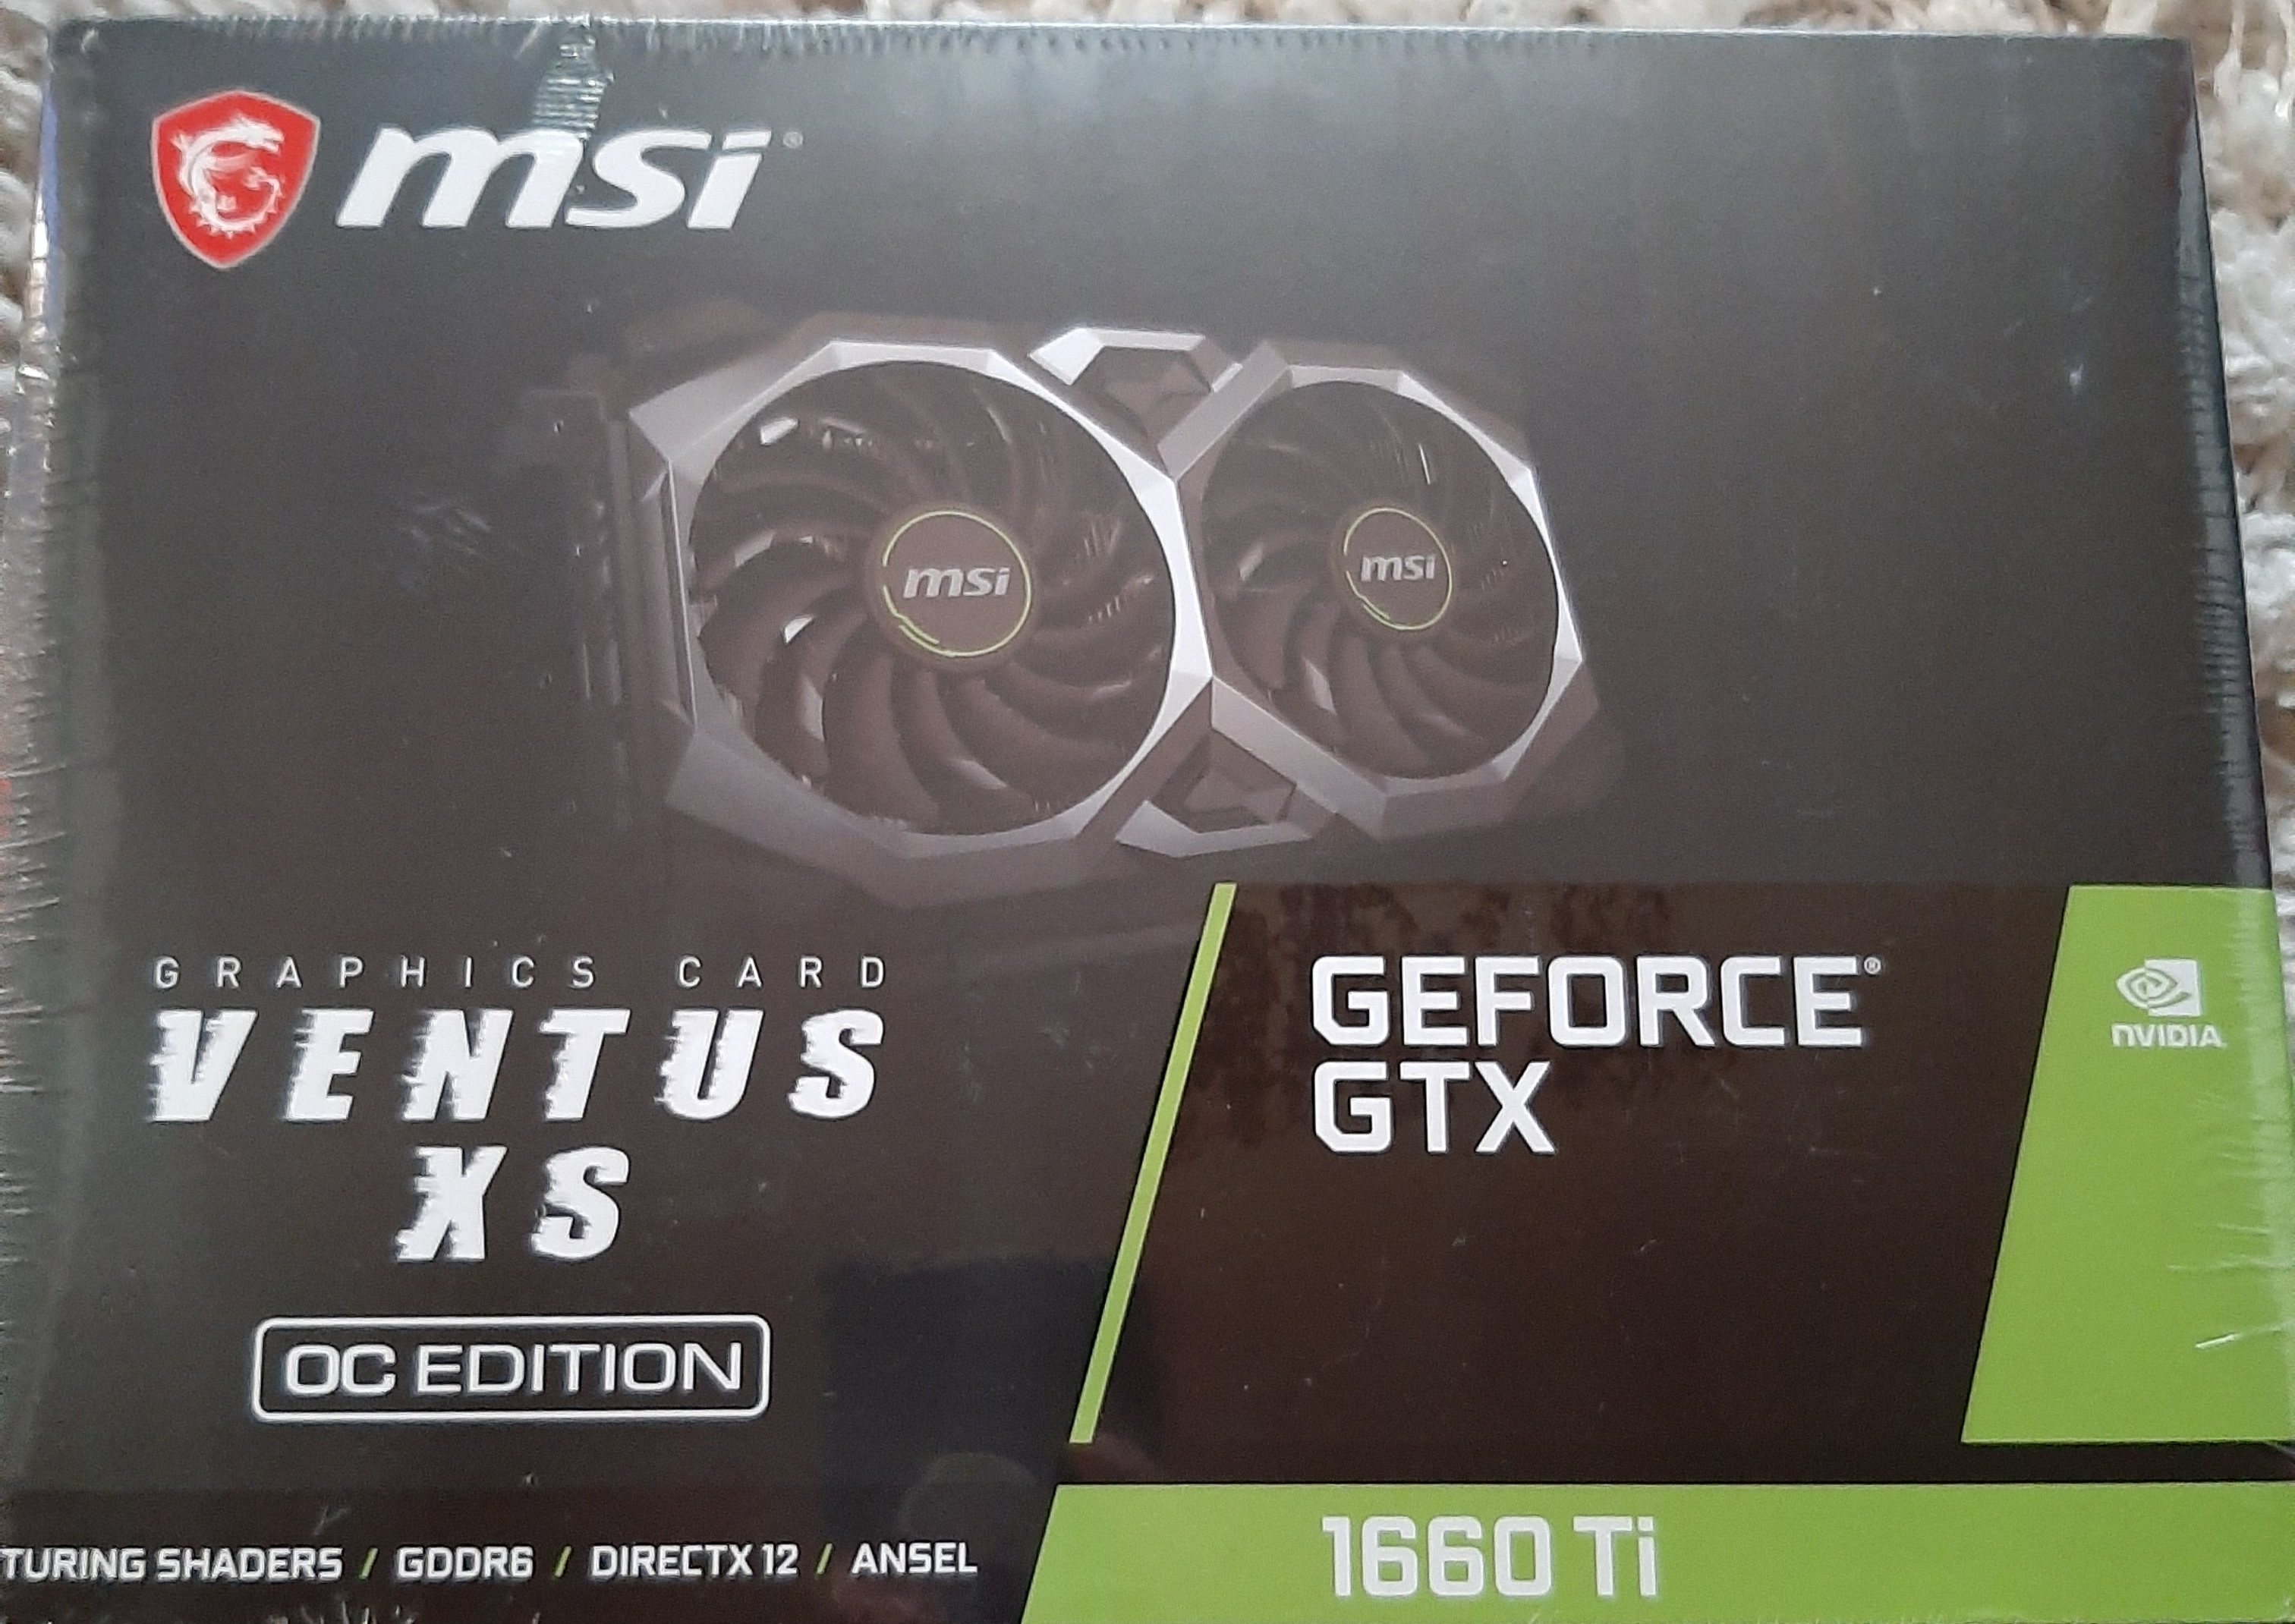 msi®
msi
msi
GRAPHICS CARD
VENTUS
XS
OC EDITION
GEFORCE®
GTX
NVIDIA
TURING SHADERS / GDDR6 / DIRECTX 12 / ANSEL
1660 Ti